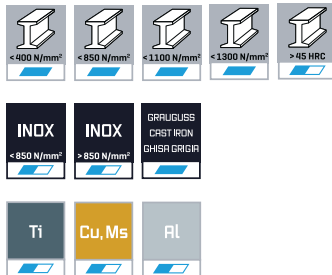 <400 N/mm² <850 N/mm² <1100 N/mm² <1300 N/mm² >45 HRC
INOX INOX GRAUGUSS
CAST IRON
GHISA GRIGIA
<850 N/mm² >850 N/mm²
Ti Cu, Ms Al